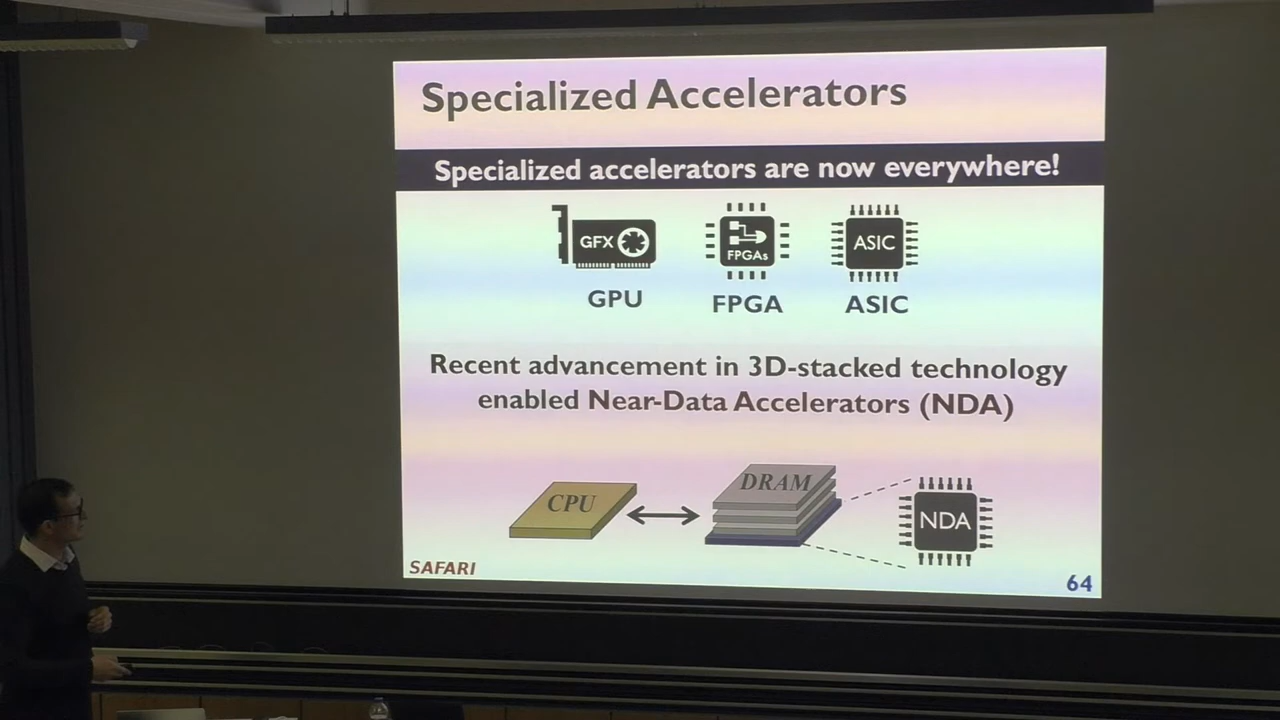 Specialized Accelerators
Specialized accelerators are now everywhere!
GFX
FPGAs
ASIC
GPU
FPGA
ASIC
Recent advancement in 3D-stacked technology
enabled Near-Data Accelerators (NDA)
CPU
DRAM
NDA
SAFARI
64